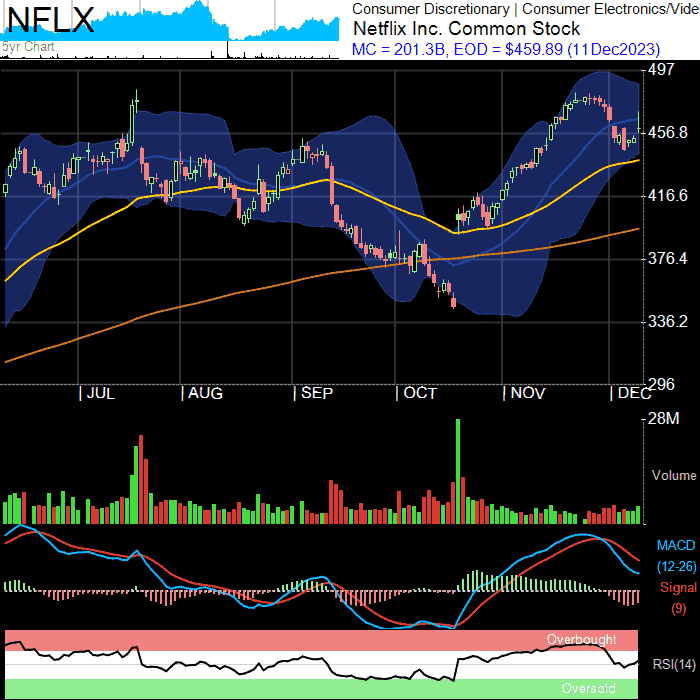 NFLX
5yr Chart
Consumer Discretionary | Consumer Electronics/Vide
Netflix Inc. Common Stock
MC = 201.3B, EOD = $459.89 (11Dec2023)
497
456.8
416.6
376.4
336.2
296
| JUL | AUG | SEP | OCT | NOV | DEC
28M
Volume
MACD
(12-26)
Signal
(9)
Overbought
RSI(14)
Oversold